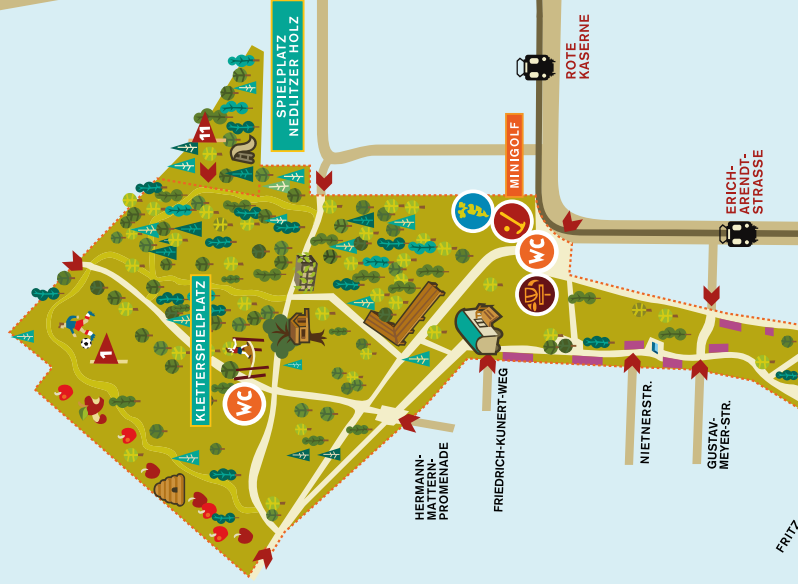 SPIELPLATZ
NEDLITZER HOLZ
ROTE
KASERNE
11
MINIGOLF
ERICH-
ARENDT-
STRASSE
WC
KLETTERSPIELPLATZ
1
WC
HERMANN-
MATTERN-
PROMENADE
FRIEDRICH-KUNERT-WEG
NIETNERSTR.
GUSTAV-
MEYER-STR.
FRITZ